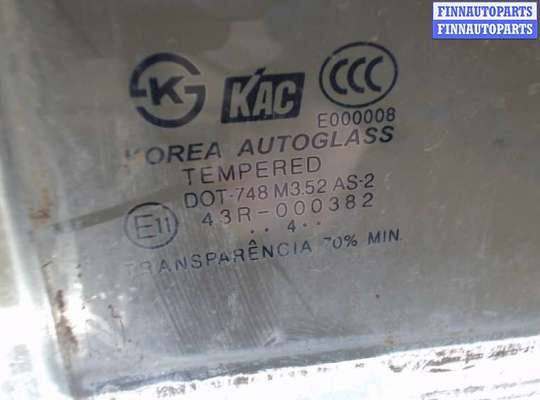 FINNAUTOPARTS
FINNAUTOPARTS
KAC CCC
E000008
KOREA AUTOGLASS
TEMPERED
DOT-748 M3.52 AS-2
E11 43R-000382
.. 4 ..
TRANSPARÊNCIA 70% MIN.